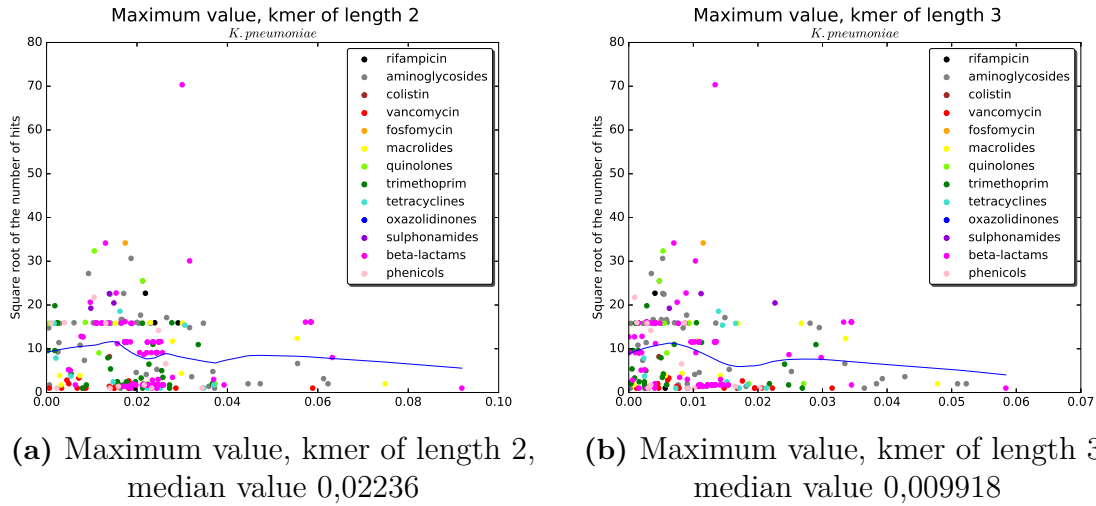 Maximum value, kmer of length 2
K. pneumoniae
Square root of the number of hits
80
70
60
50
40
30
20
10
0
0.00
0.02
0.04
0.06
0.08
0.10
rifampicin
aminoglycosides
colistin
vancomycin
fosfomycin
macrolides
quinolones
trimethoprim
tetracyclines
oxazolidinones
sulphonamides
beta-lactams
phenicols
(a) Maximum value, kmer of length 2,
median value 0,02236
Maximum value, kmer of length 3
K. pneumoniae
Square root of the number of hits
80
70
60
50
40
30
20
10
0
0.00
0.01
0.02
0.03
0.04
0.05
0.06
0.07
rifampicin
aminoglycosides
colistin
vancomycin
fosfomycin
macrolides
quinolones
trimethoprim
tetracyclines
oxazolidinones
sulphonamides
beta-lactams
phenicols
(b) Maximum value, kmer of length 3
median value 0,009918